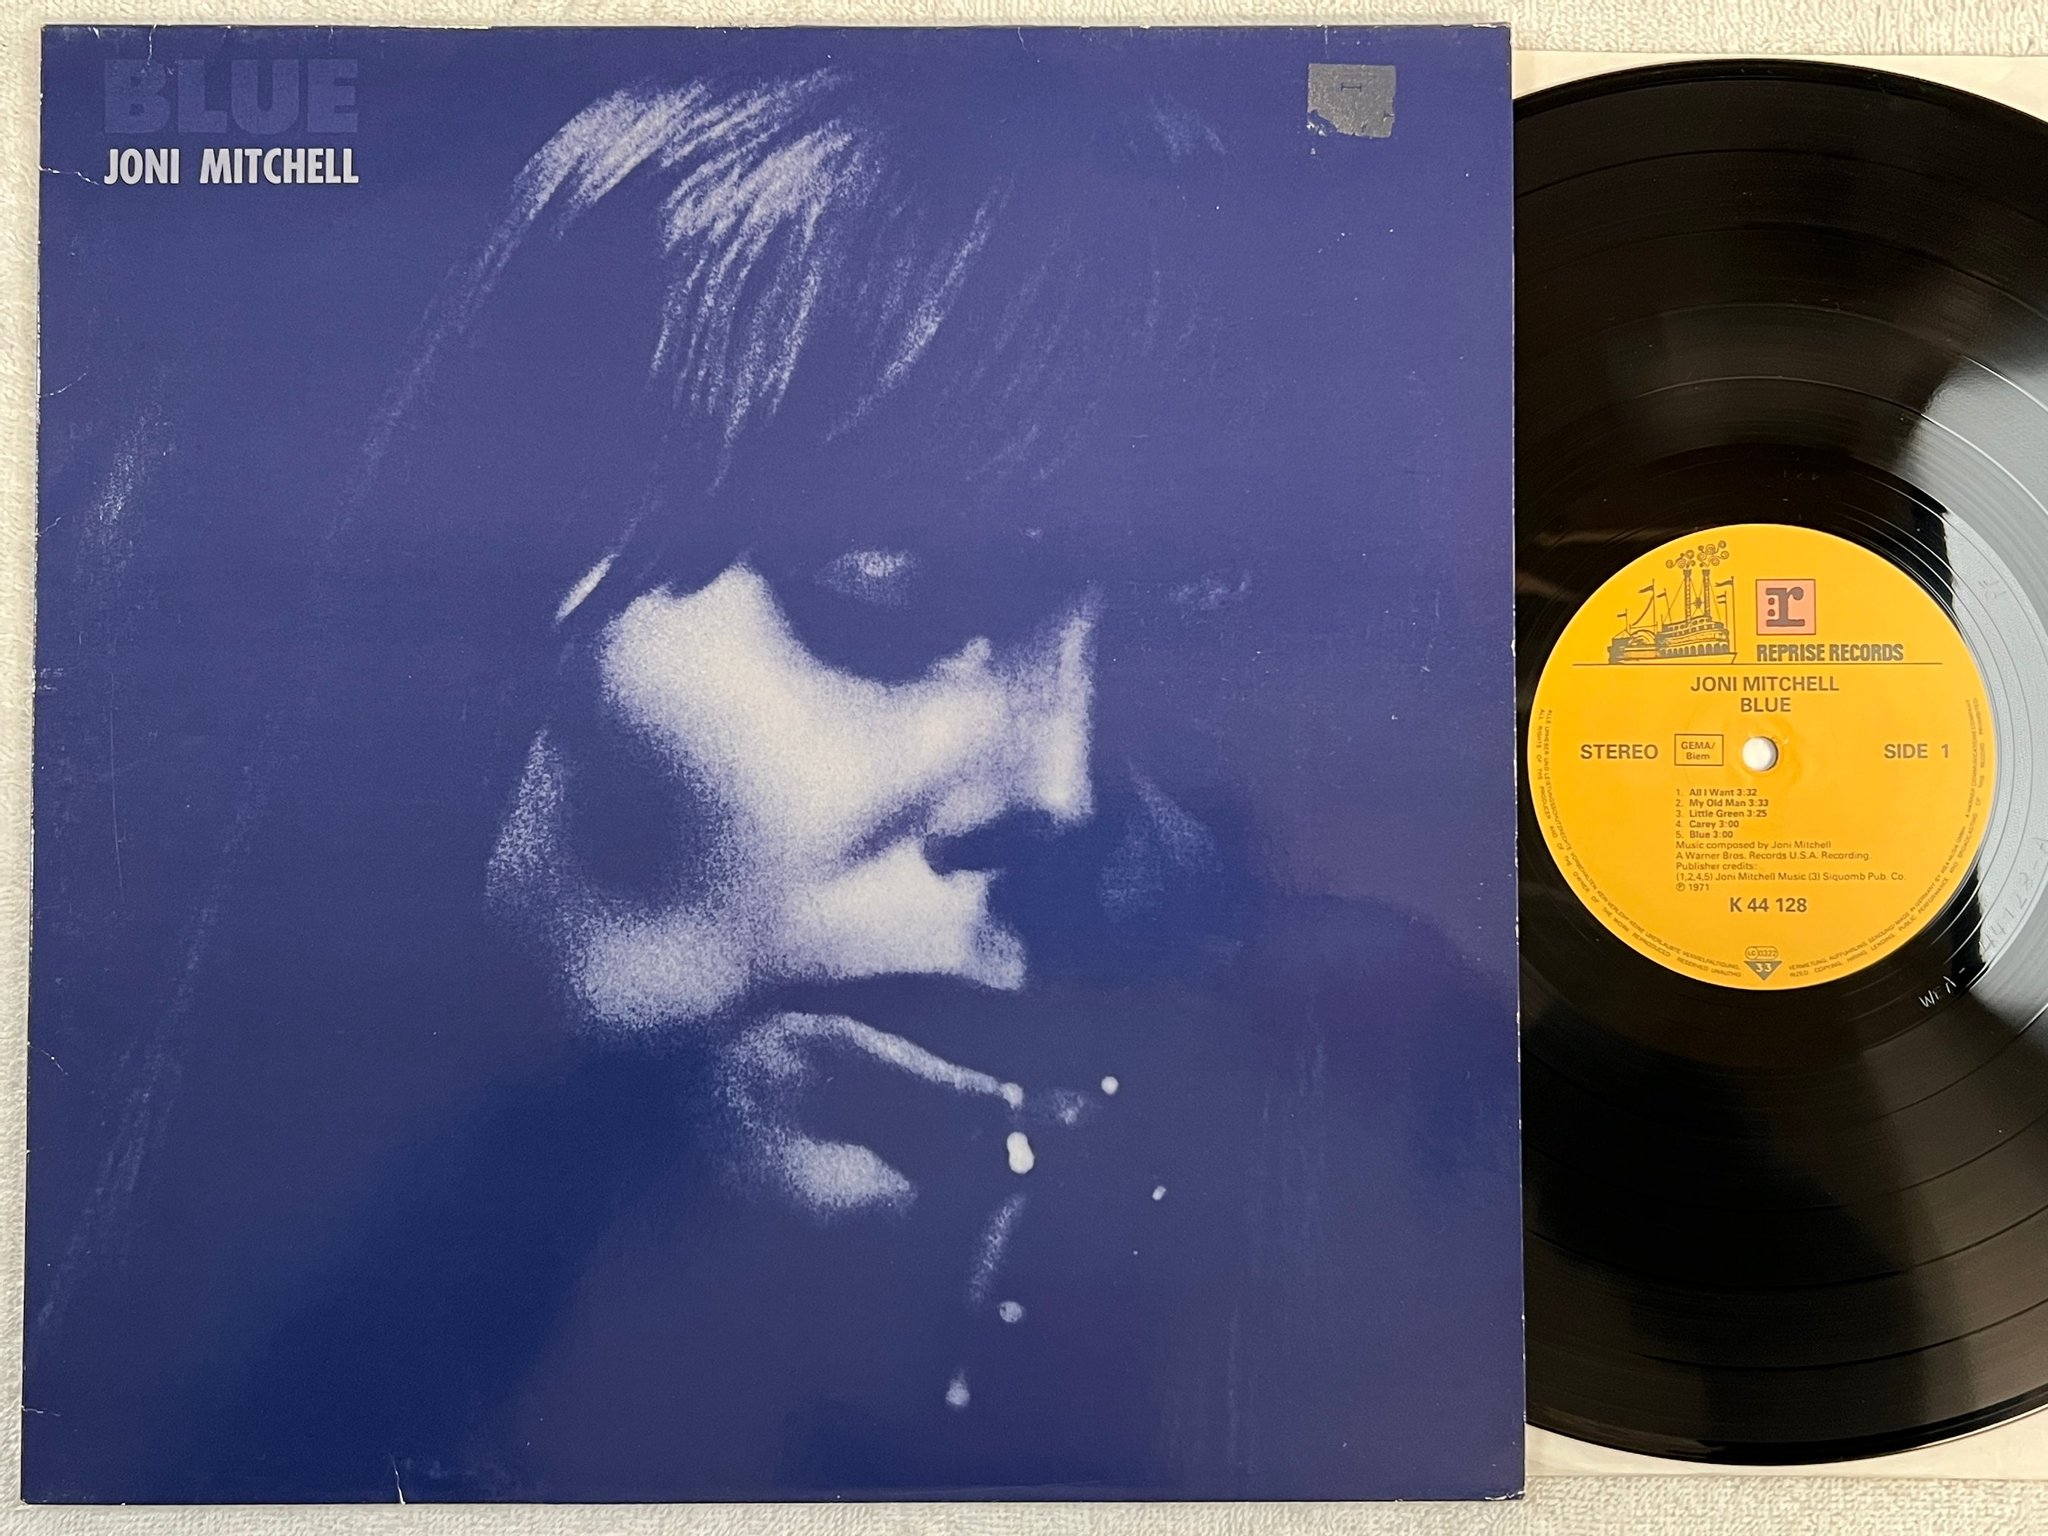 BLUE
JONI MITCHELL
r
REPRISE RECORDS
JONI MITCHELL
BLUE
STEREO
GEMA/
Biem
SIDE 1
1. All I Want 3:32
2. My Old Man 3:33
3. Little Green 3:25
4. Carey 3:00
5. Blue 3:00
Music composed by Joni Mitchell
A Warner Bros. Records U.S.A. Recording.
Publisher credits:
(1,2,4,5) Joni Mitchell Music (3) Siquomb Pub. Co.
℗ 1971
K 44 128
LC 0322
33